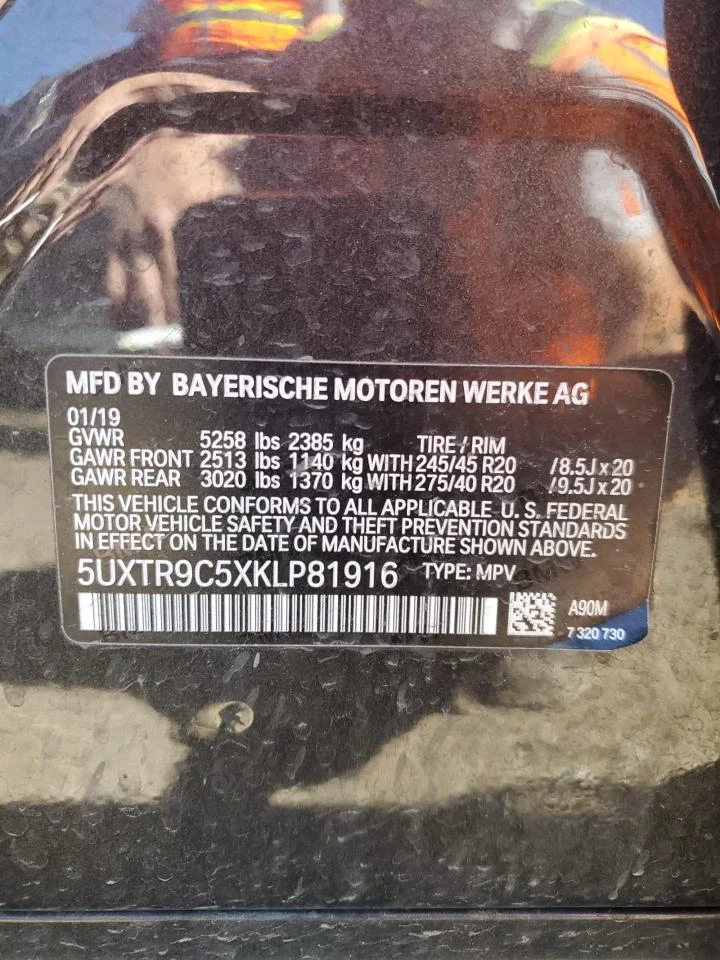 MFD BY BAYERISCHE MOTOREN WERKE AG
01/19
GVWR 5258 lbs 2385 kg TIRE / RIM
GAWR FRONT 2513 lbs 1140 kg WITH 245/45 R20 / 8.5J x 20
GAWR REAR 3020 lbs 1370 kg WITH 275/40 R20 / 9.5J x 20
THIS VEHICLE CONFORMS TO ALL APPLICABLE U. S. FEDERAL
MOTOR VEHICLE SAFETY AND THEFT PREVENTION STANDARDS
IN EFFECT ON THE DATE OF MANUFACTURE SHOWN ABOVE.
5UXTR9C5XKLP81916 TYPE: MPV
A90M
7 320 730